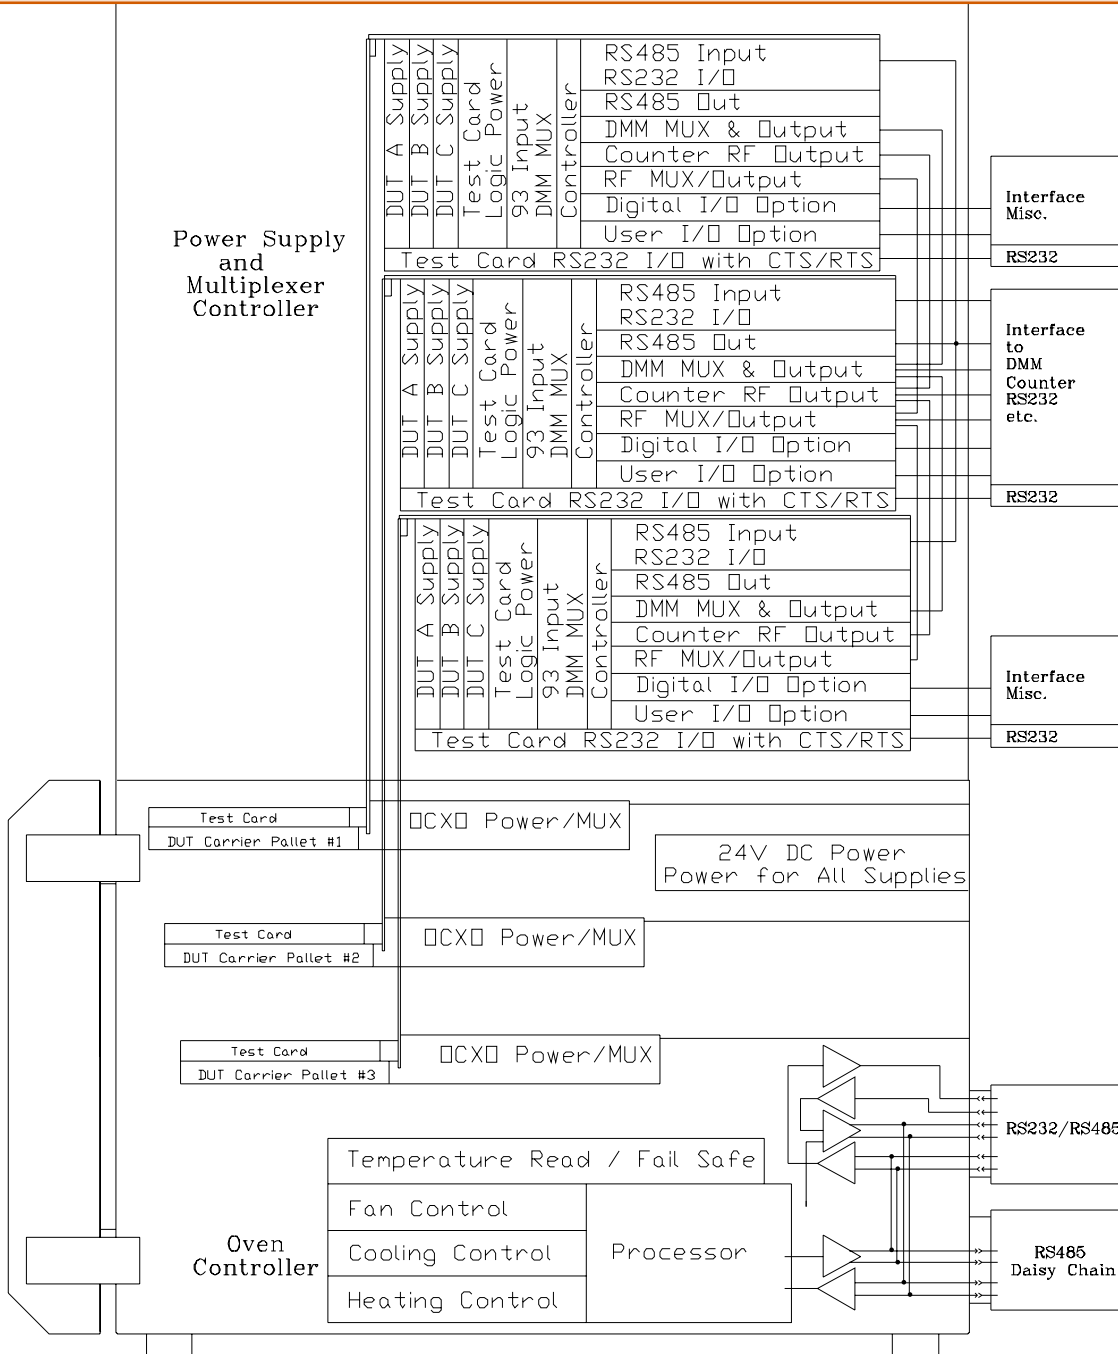 Power Supply
and
Multiplexer
Controller
DUT A Supply
DUT B Supply
DUT C Supply
Test Card
Logic Power
93 Input
DMM MUX
Controller
RS485 Input
RS232 I/O
RS485 Out
DMM MUX & Output
Counter RF Output
RF MUX/Output
Digital I/O Option
User I/O Option
Test Card RS232 I/O with CTS/RTS
Interface
Misc.
RS232
DUT A Supply
DUT B Supply
DUT C Supply
Test Card
Logic Power
93 Input
DMM MUX
Controller
RS485 Input
RS232 I/O
RS485 Out
DMM MUX & Output
Counter RF Output
RF MUX/Output
Digital I/O Option
User I/O Option
Test Card RS232 I/O with CTS/RTS
Interface
to
DMM
Counter
RS232
etc.
RS232
DUT A Supply
DUT B Supply
DUT C Supply
Test Card
Logic Power
93 Input
DMM MUX
Controller
RS485 Input
RS232 I/O
RS485 Out
DMM MUX & Output
Counter RF Output
RF MUX/Output
Digital I/O Option
User I/O Option
Test Card RS232 I/O with CTS/RTS
Interface
Misc.
RS232
Test Card
DUT Carrier Pallet #1
OCXO Power/MUX
24V DC Power
Power for All Supplies
Test Card
DUT Carrier Pallet #2
OCXO Power/MUX
Test Card
DUT Carrier Pallet #3
OCXO Power/MUX
RS232/RS485
Temperature Read / Fail Safe
Fan Control
Cooling Control
Heating Control
Processor
Oven
Controller
RS485
Daisy Chain